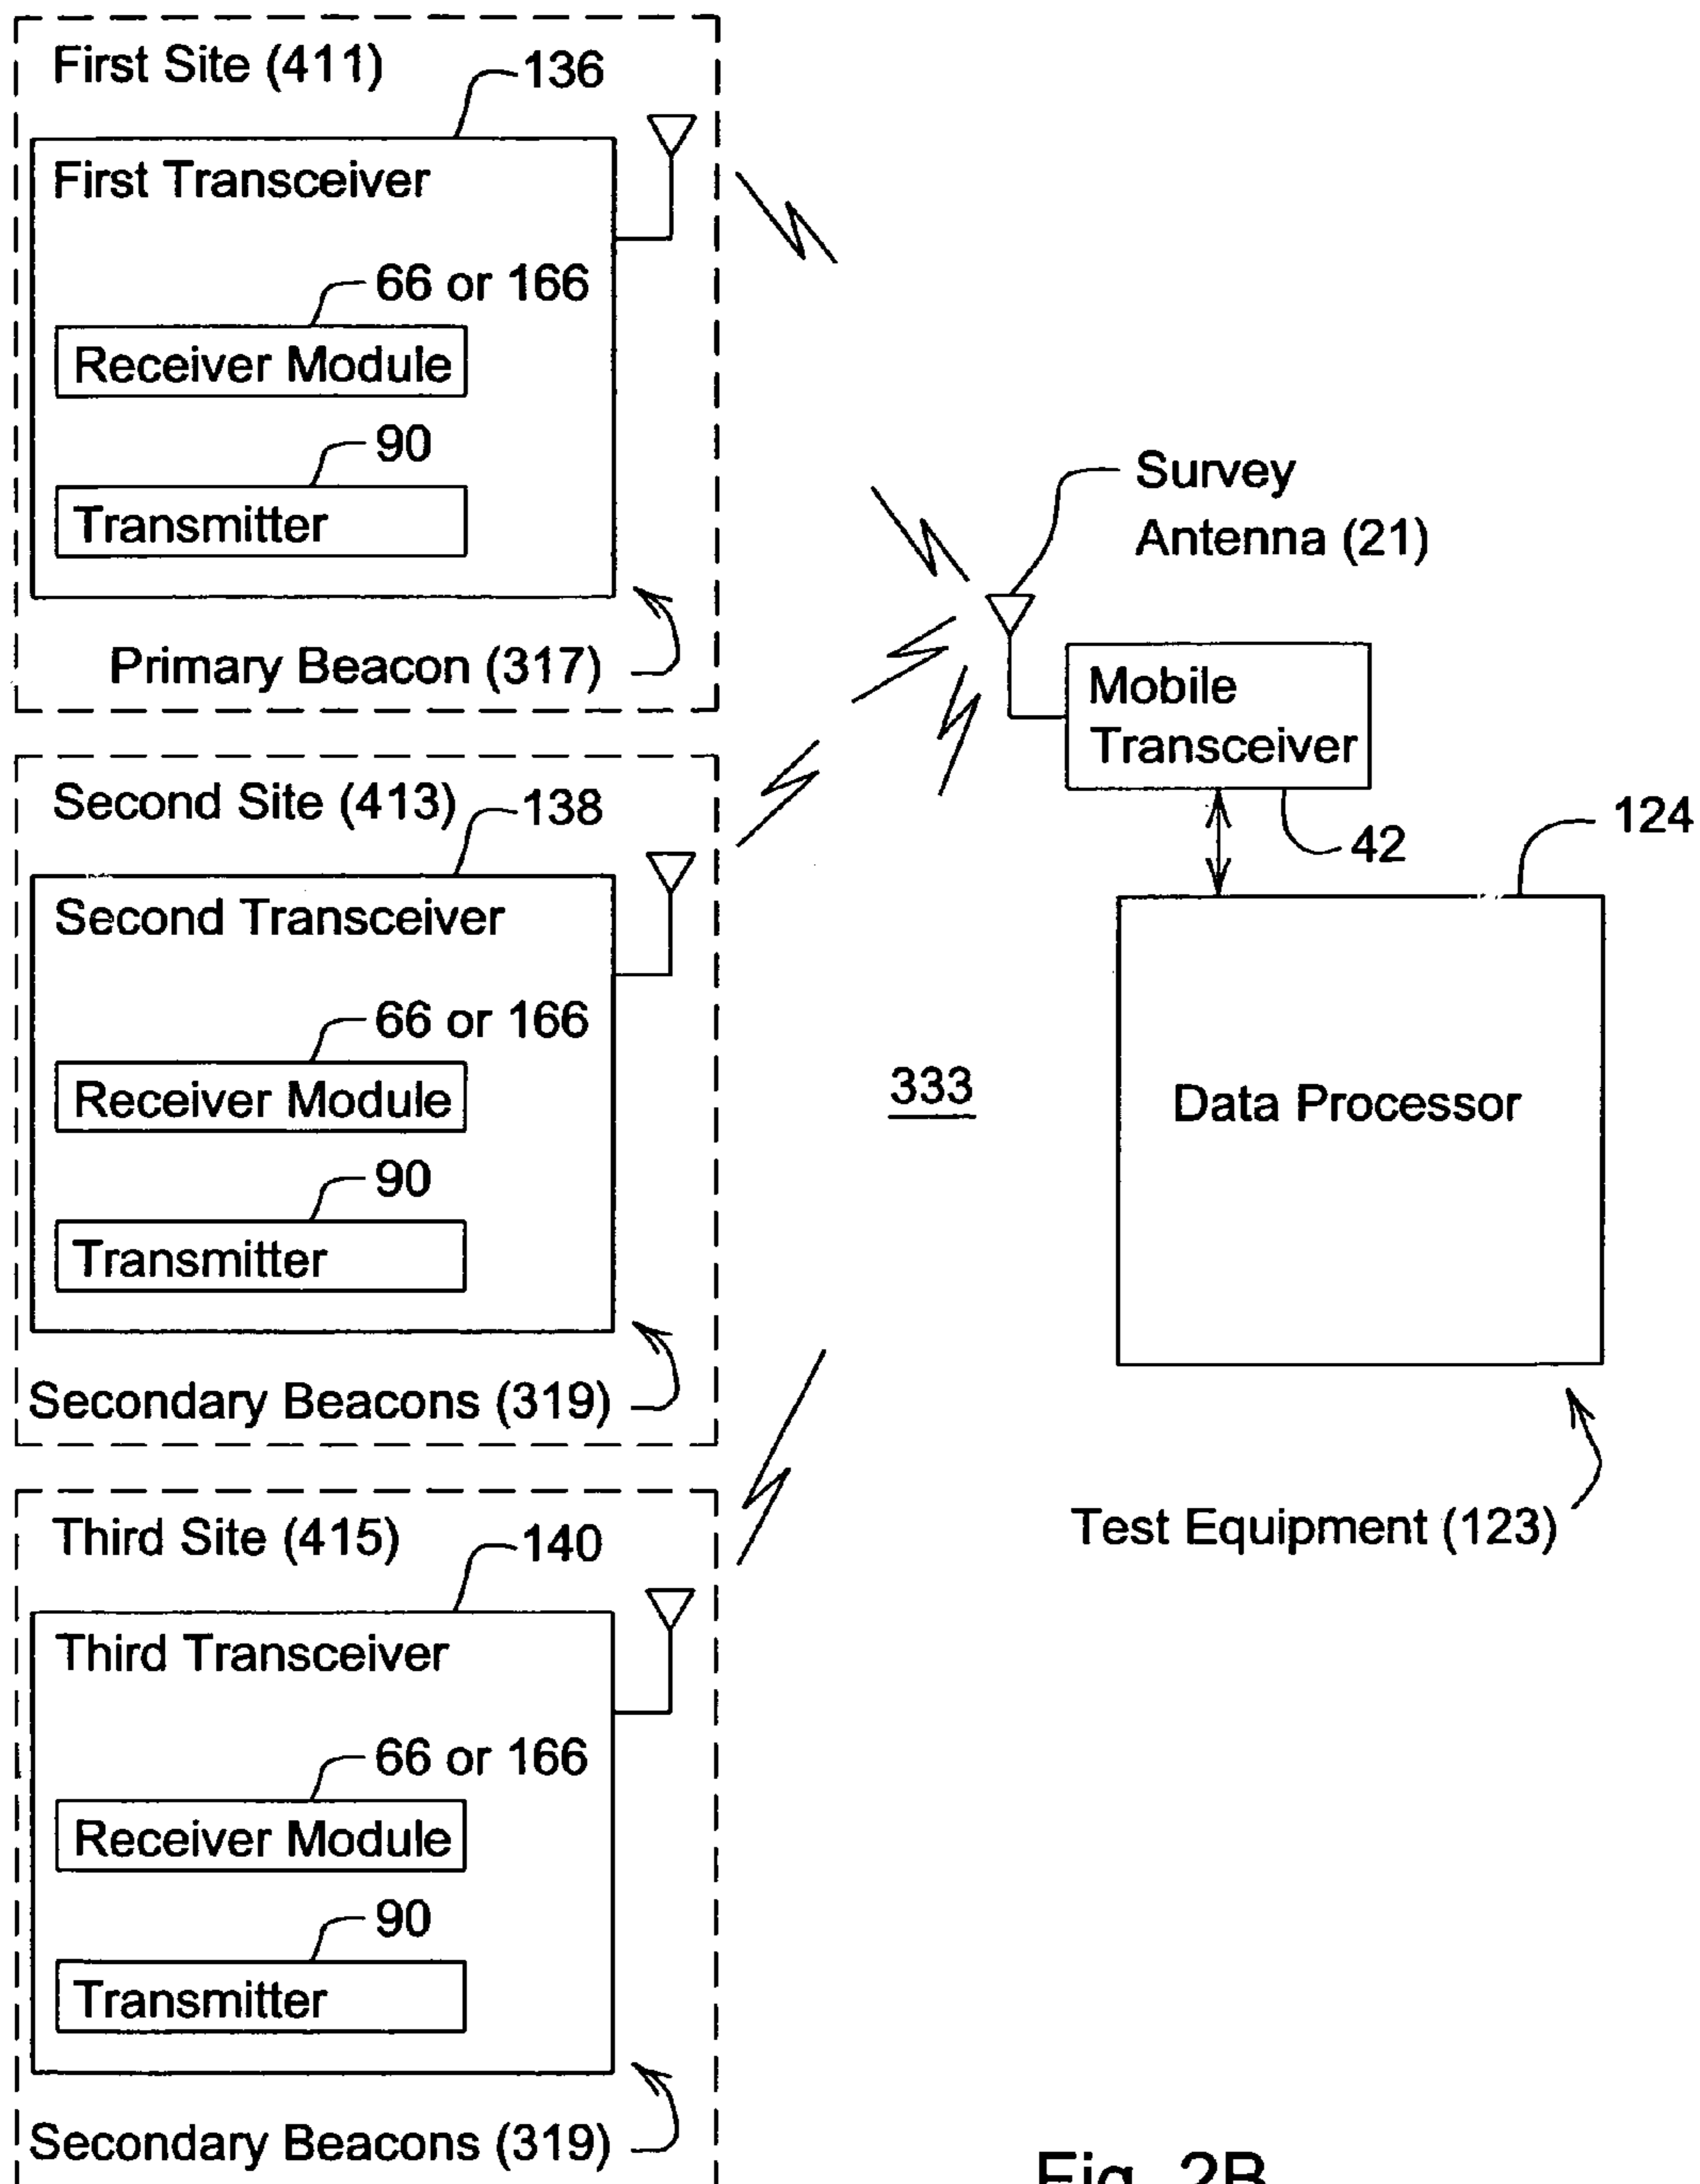 First Site (411)
136
First Transceiver
66 or 166
Receiver Module
90
Transmitter
Primary Beacon (317)
Second Site (413)
138
Second Transceiver
66 or 166
Receiver Module
90
Transmitter
Secondary Beacons (319)
Third Site (415)
140
Third Transceiver
66 or 166
Receiver Module
90
Transmitter
Secondary Beacons (319)
Survey
Antenna (21)
Mobile
Transceiver
42
124
333
Data Processor
Test Equipment (123)
Fig. 2B